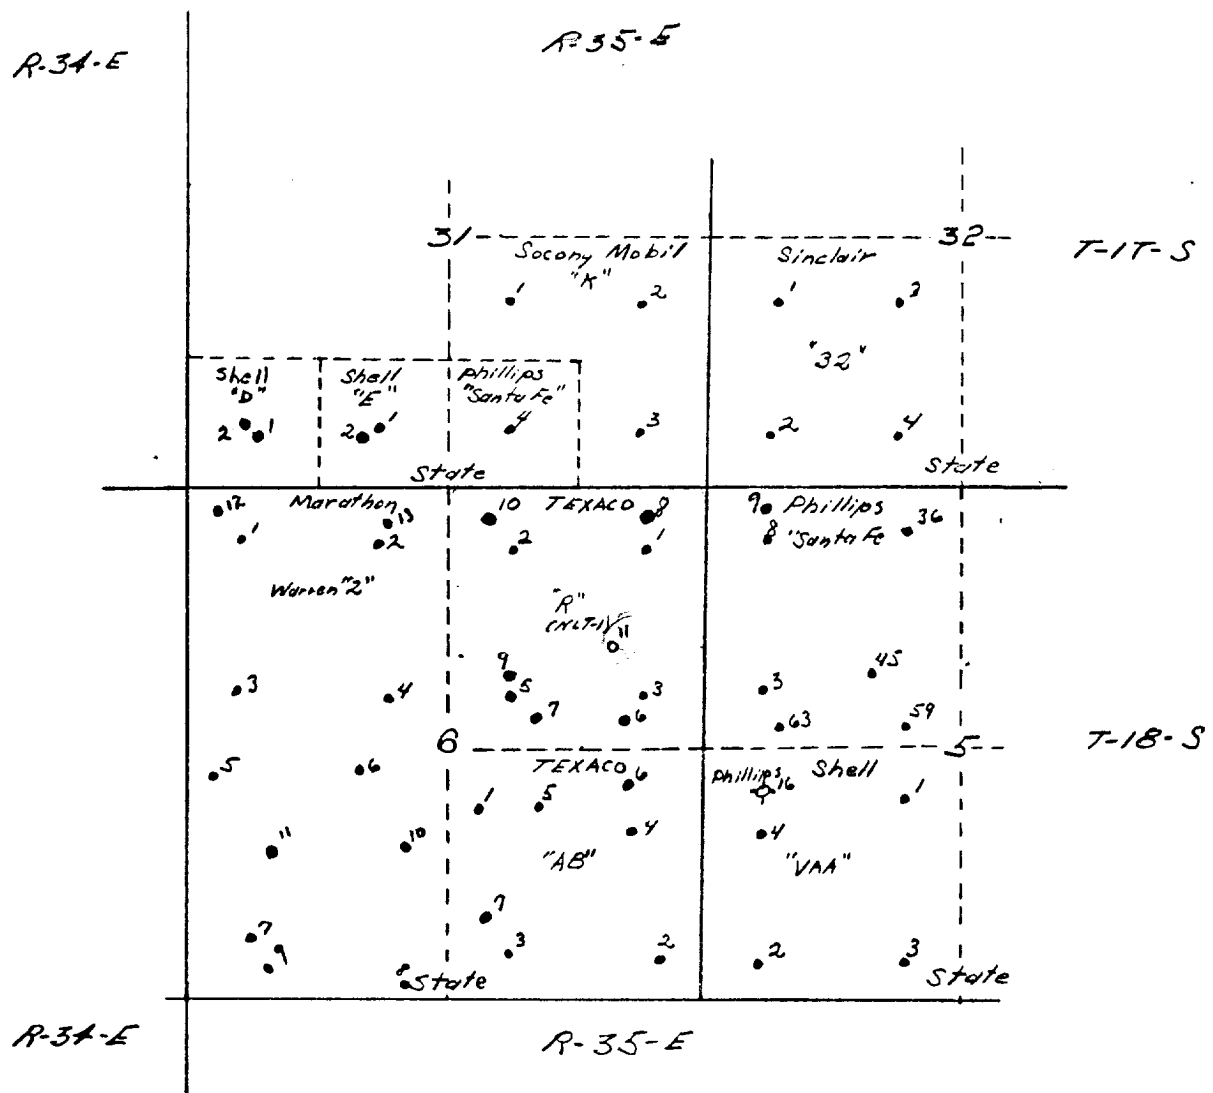 R-34-E
R-35-E
31
Socony Mobil
"K"
Sinclair
32
T-17-S
1
2
1
3
"32"
Shell
"D"
Shell
"E"
Phillips
"Santa Fe"
2
1
2
1
4
3
2
4
State
State
12
Marathon
13
10
TEXACO
8
9
Phillips
36
1
2
2
1
8
"Santa Fe
Warren "2"
"R"
(NCT-1)
11
3
4
9
5
7
3
6
3
45
63
59
6
5
T-18-S
5
6
TEXACO
6
Phillips
16
Shell
1
5
4
1
11
10
"AB"
4
"VAA"
7
9
7
3
2
2
3
8
State
State
R-34-E
R-35-E